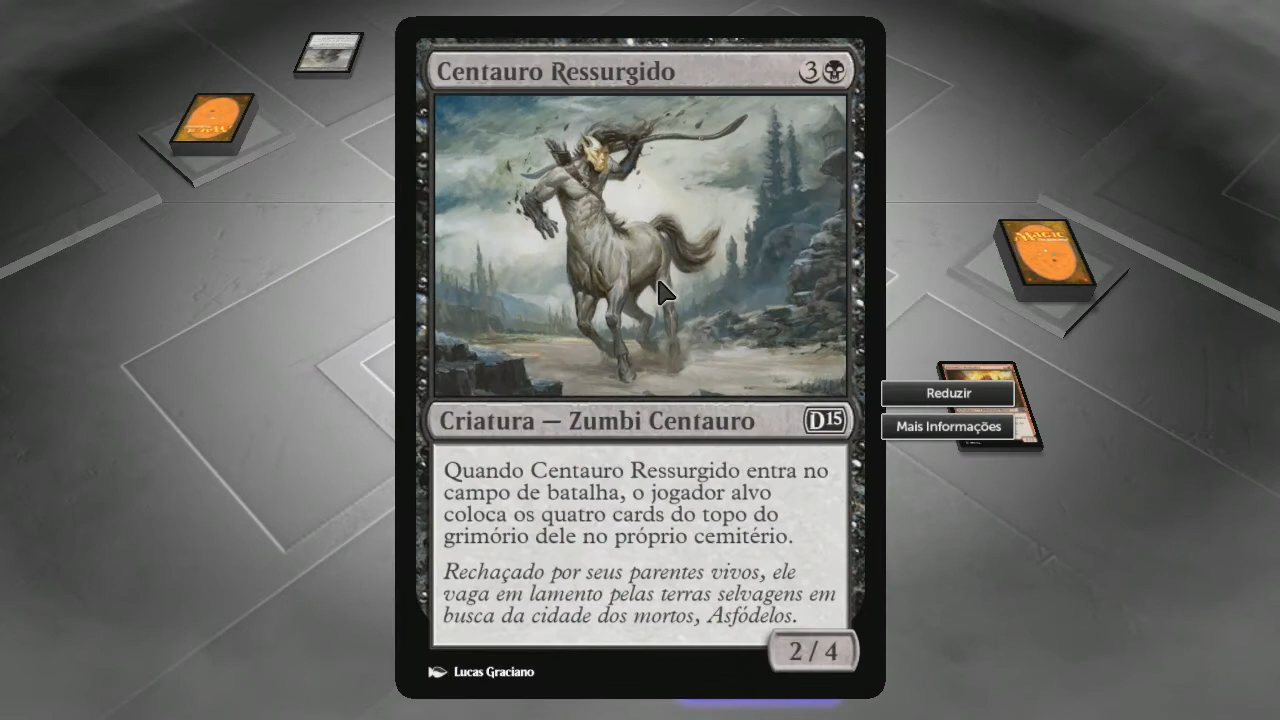 Centauro Ressurgido
3
Criatura — Zumbi Centauro
D15
Quando Centauro Ressurgido entra no
campo de batalha, o jogador alvo
coloca os quatro cards do topo do
grimório dele no próprio cemitério.
Rechaçado por seus parentes vivos, ele
vaga em lamento pelas terras selvagens em
busca da cidade dos mortos, Asfódelos.
2 / 4
Lucas Graciano
Magic
Reduzir
Mais Informações